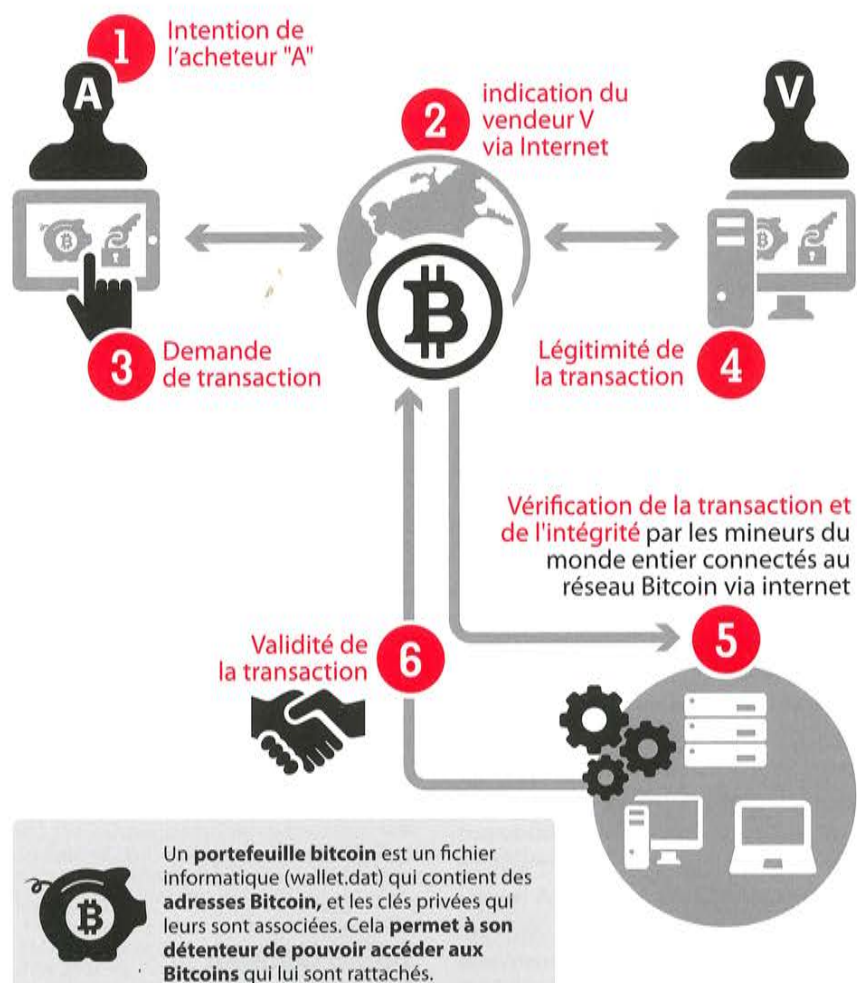 1
Intention de
l'acheteur "A"
A
2
indication du
vendeur V
via Internet
V
3
Demande
de transaction
Légitimité de
la transaction
4
Vérification de la transaction et
de l'intégrité par les mineurs du
monde entier connectés au
réseau Bitcoin via internet
5
Validité de
la transaction
6
Un portefeuille bitcoin est un fichier
informatique (wallet.dat) qui contient des
adresses Bitcoin, et les clés privées qui
leurs sont associées. Cela permet à son
détenteur de pouvoir accéder aux
Bitcoins qui lui sont rattachés.